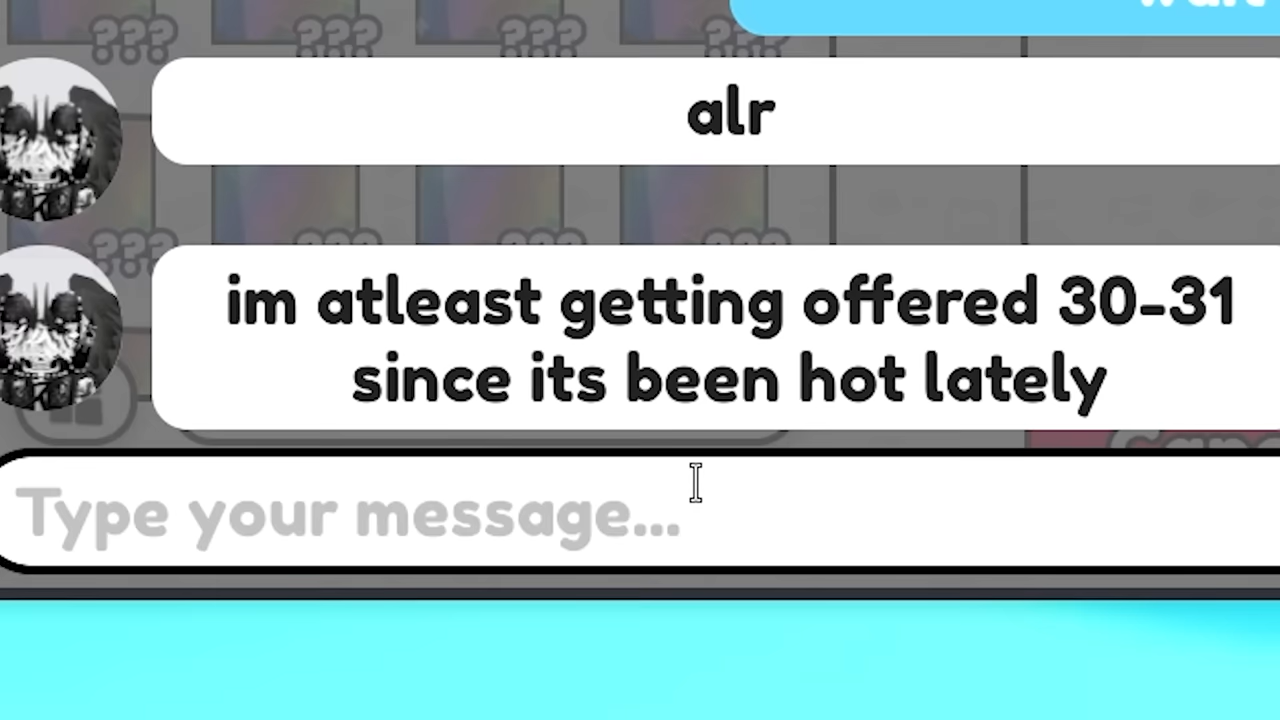 ??? ??? ??? ???
alr
??? ??? ??? ???
im atleast getting offered 30-31
since its been hot lately
Type your message...